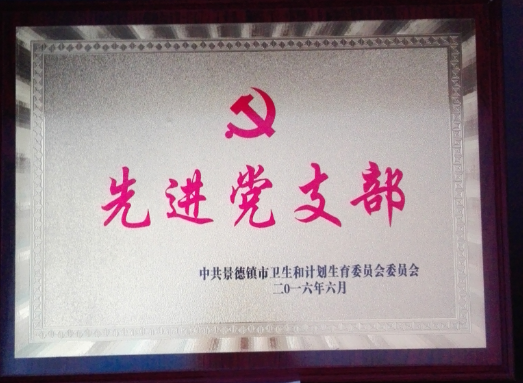 先进党支部
中共景德镇市卫生和计划生育委员会委员会
二〇一六年六月